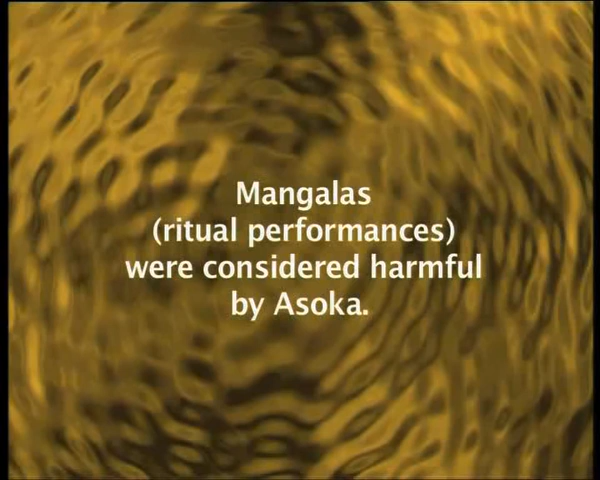 Mangalas
(ritual performances)
were considered harmful
by Asoka.